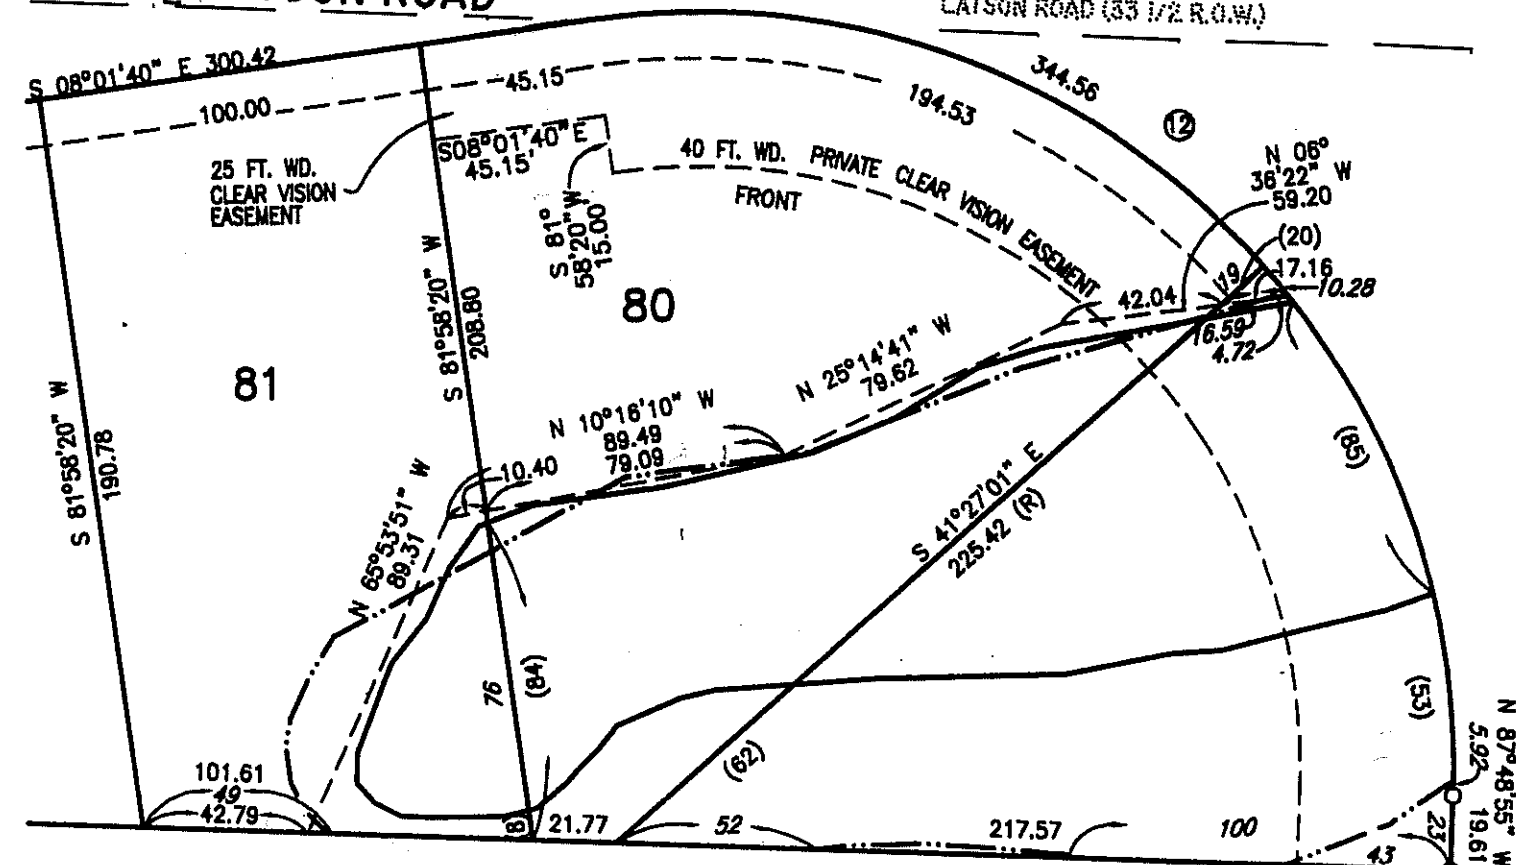 ROAD
LATSON ROAD (33 1/2 R.O.W.)
S 08°01'40" E 300.42
344.56
45.15
100.00
194.53
12
S08°01'40" E
45.15'
25 FT. WD.
CLEAR VISION
EASEMENT
40 FT. WD. PRIVATE CLEAR VISION EASEMENT
FRONT
N 06°
36'22" W
59.20
(20)
19
17.16
10.28
S 81°
58'20" W
15.00
S 81°58'20" W
208.80
80
42.04
4.72
81
N 25°14'41" W
79.62
S 81°58'20" W
190.78
N 10°16'10" W
89.49
79.09
10.40
(85)
N 65°53'51" W
89.31
S 41°27'01" E
225.42 (R)
76
(84)
(53)
(62)
N 87°48'55" W
19.61
5.92
101.61
49
42.79
8
21.77
52
217.57
100
23
43